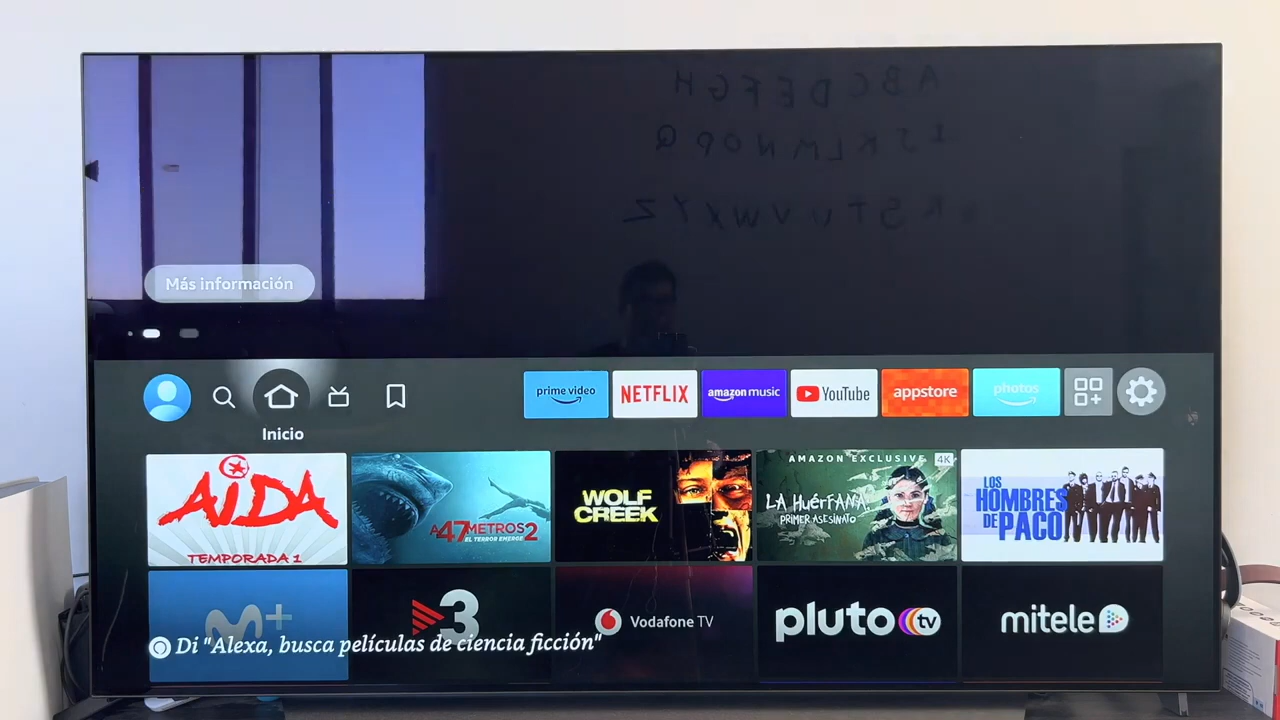 A B C D E F G H
I J K L M N O P Q
R S T U V W X Y Z
Más información
prime video
NETFLIX
amazon music
YouTube
appstore
photos
Inicio
AÍDA
TEMPORADA 1
A 47 METROS 2
EL TERROR EMERGE
WOLF
CREEK
AMAZON EXCLUSIVE 4K
LA HUÉRFANA
PRIMER ASESINATO
LOS
HOMBRES
DE PACO
M+
3
Vodafone TV
pluto tv
mitele
Di "Alexa, busca películas de ciencia ficción"